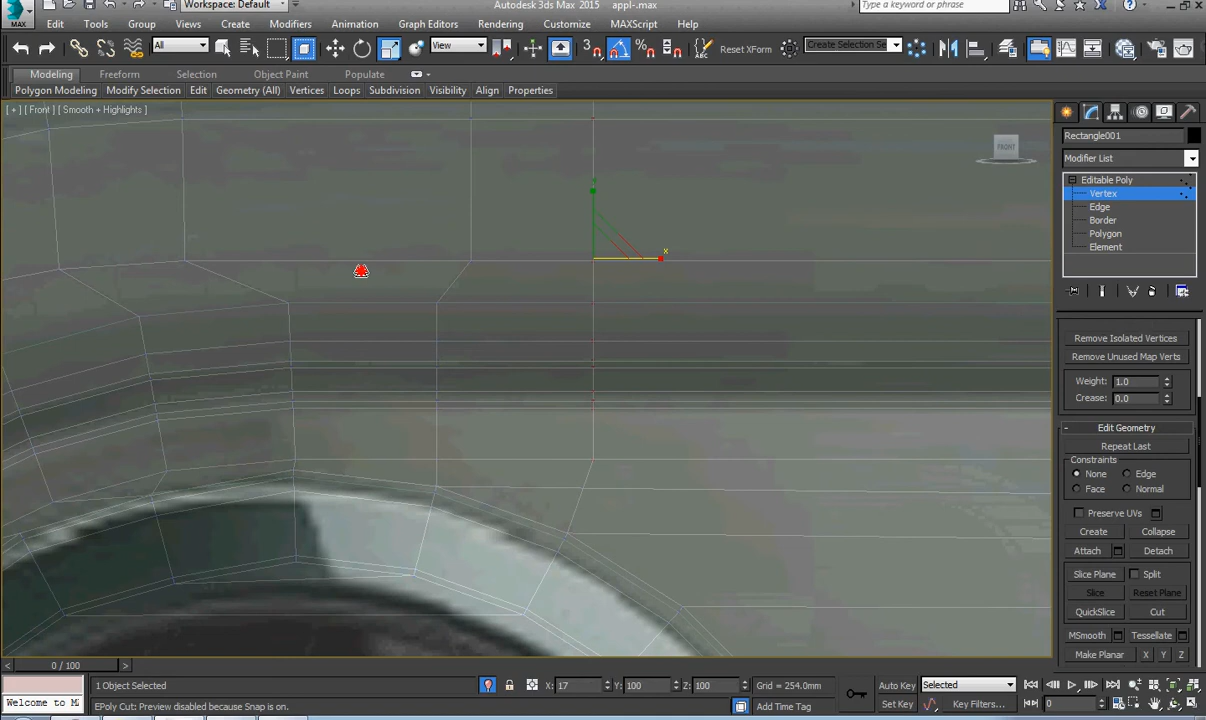 Workspace: Default
Autodesk 3ds Max 2015    appl-.max
Type a keyword or phrase
MAX
Edit Tools Group Views Create Modifiers Animation Graph Editors Rendering Customize MAXScript Help
All View 3 Reset XForm Create Selection Se
Modeling Freeform Selection Object Paint Populate
Polygon Modeling Modify Selection Edit Geometry (All) Vertices Loops Subdivision Visibility Align Properties
[ + ] [ Front ] [ Smooth + Highlights ]
FRONT
x
Rectangle001
Modifier List
Editable Poly
Vertex
Edge
Border
Polygon
Element
Remove Isolated Vertices
Remove Unused Map Verts
Weight: 1.0
Crease: 0.0
- Edit Geometry
Repeat Last
Constraints
None Edge
Face Normal
Preserve UVs
Create Collapse
Attach Detach
Slice Plane Split
Slice Reset Plane
QuickSlice Cut
MSmooth Tessellate
Make Planar X Y Z
< 0 / 100 >
1 Object Selected X: 17 Y: 100 Z: 100 Grid = 254.0mm Auto Key Selected
Welcome to M
EPoly Cut: Preview disabled because Snap is on. Add Time Tag Set Key Key Filters... 0